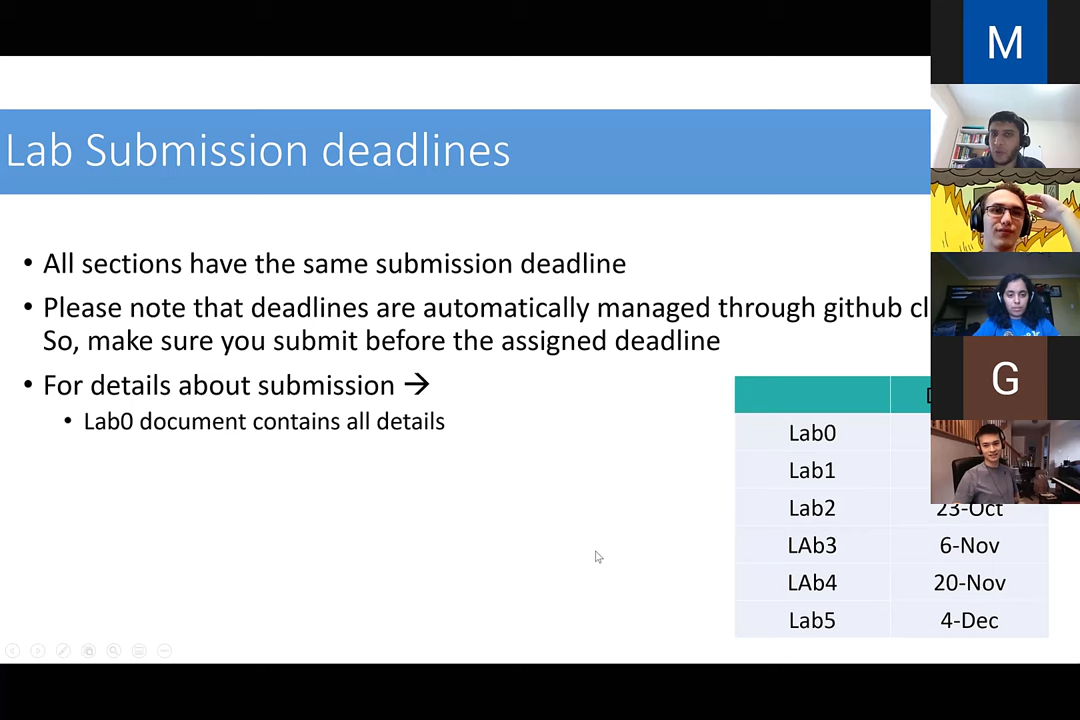 Lab Submission deadlines
• All sections have the same submission deadline
• Please note that deadlines are automatically managed through github
So, make sure you submit before the assigned deadline
• For details about submission →
• Lab0 document contains all details
Lab0
Lab1
Lab2 23-Oct
LAb3 6-Nov
LAb4 20-Nov
Lab5 4-Dec
M
G